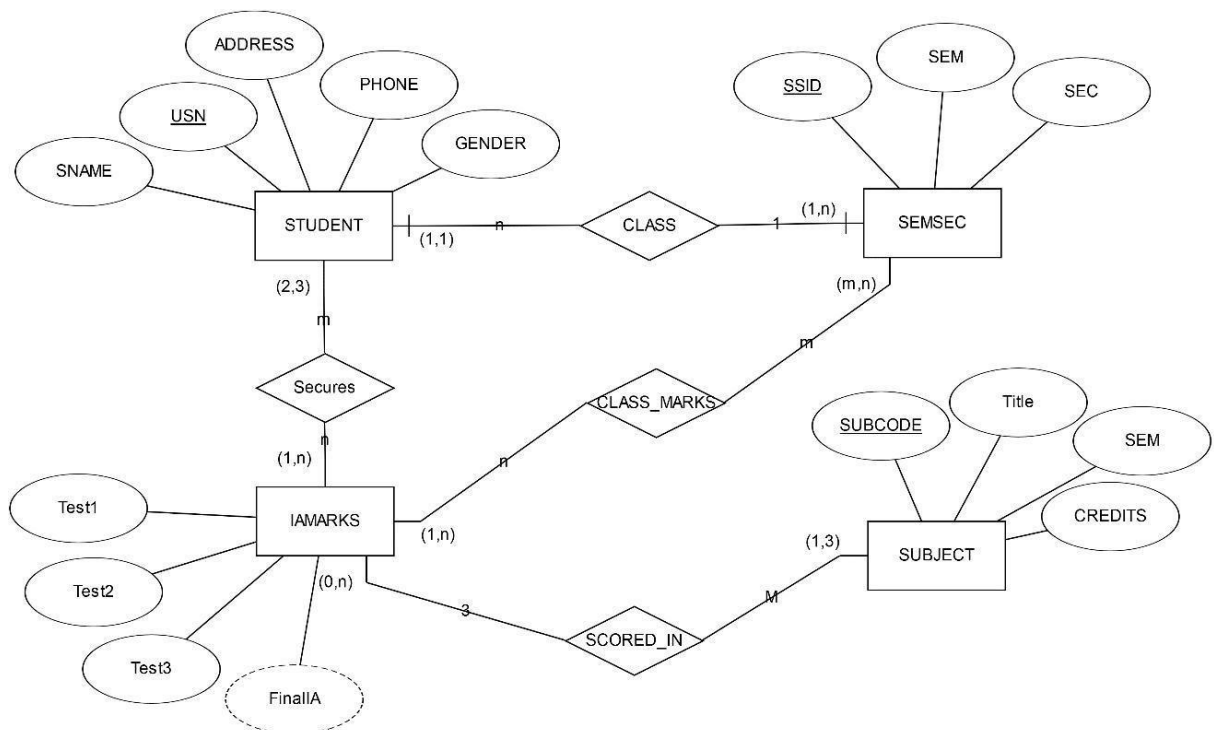 ADDRESS
PHONE
USN
GENDER
SNAME
STUDENT
SEM
SSID
SEC
SEMSEC
(1,1)
n
CLASS
1
(1,n)
(2,3)
m
Secures
n
(1,n)
(m,n)
m
CLASS_MARKS
n
(1,n)
Test1
IAMARKS
Test2
Test3
FinalIA
(0,n)
3
SCORED_IN
M
(1,3)
SUBCODE
Title
SEM
CREDITS
SUBJECT